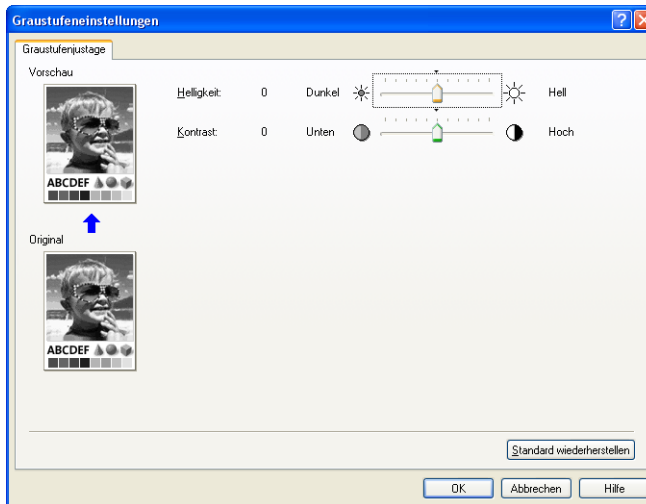 Graustufeneinstellungen
Graustufenjustage
Vorschau
Helligkeit: 0 Dunkel Hell
Kontrast: 0 Unten Hoch
ABCDEF
Original
ABCDEF
Standard wiederherstellen
OK Abbrechen Hilfe